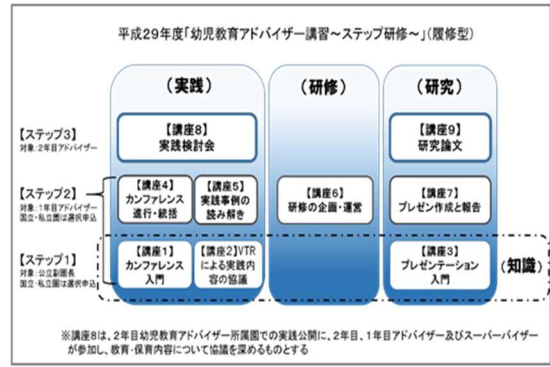 平成29年度「幼児教育アドバイザー講習～ステップ研修～」(履修型)
(実践)
(研修)
(研究)
【ステップ3】
対象:2年目アドバイザー
【講座8】
実践検討会
【講座9】
研究論文
【ステップ2】
対象:1年目アドバイザー
国立・私立園は選択申込
【講座4】
カンファレンス
進行・統括
【講座5】
実践事例の
読み解き
【講座6】
研修の企画・運営
【講座7】
プレゼン作成と報告
【ステップ1】
対象:公立副園長
国立・私立園は選択申込
【講座1】
カンファレンス
入門
【講座2】VTR
による実践内
容の協議
【講座3】
プレゼンテーション
入門
(知識)
※講座8は、2年目幼児教育アドバイザー所属園での実践公開に、2年目、1年目アドバイザー及びスーパーバイザー
が参加し、教育・保育内容について協議を深めるものとする